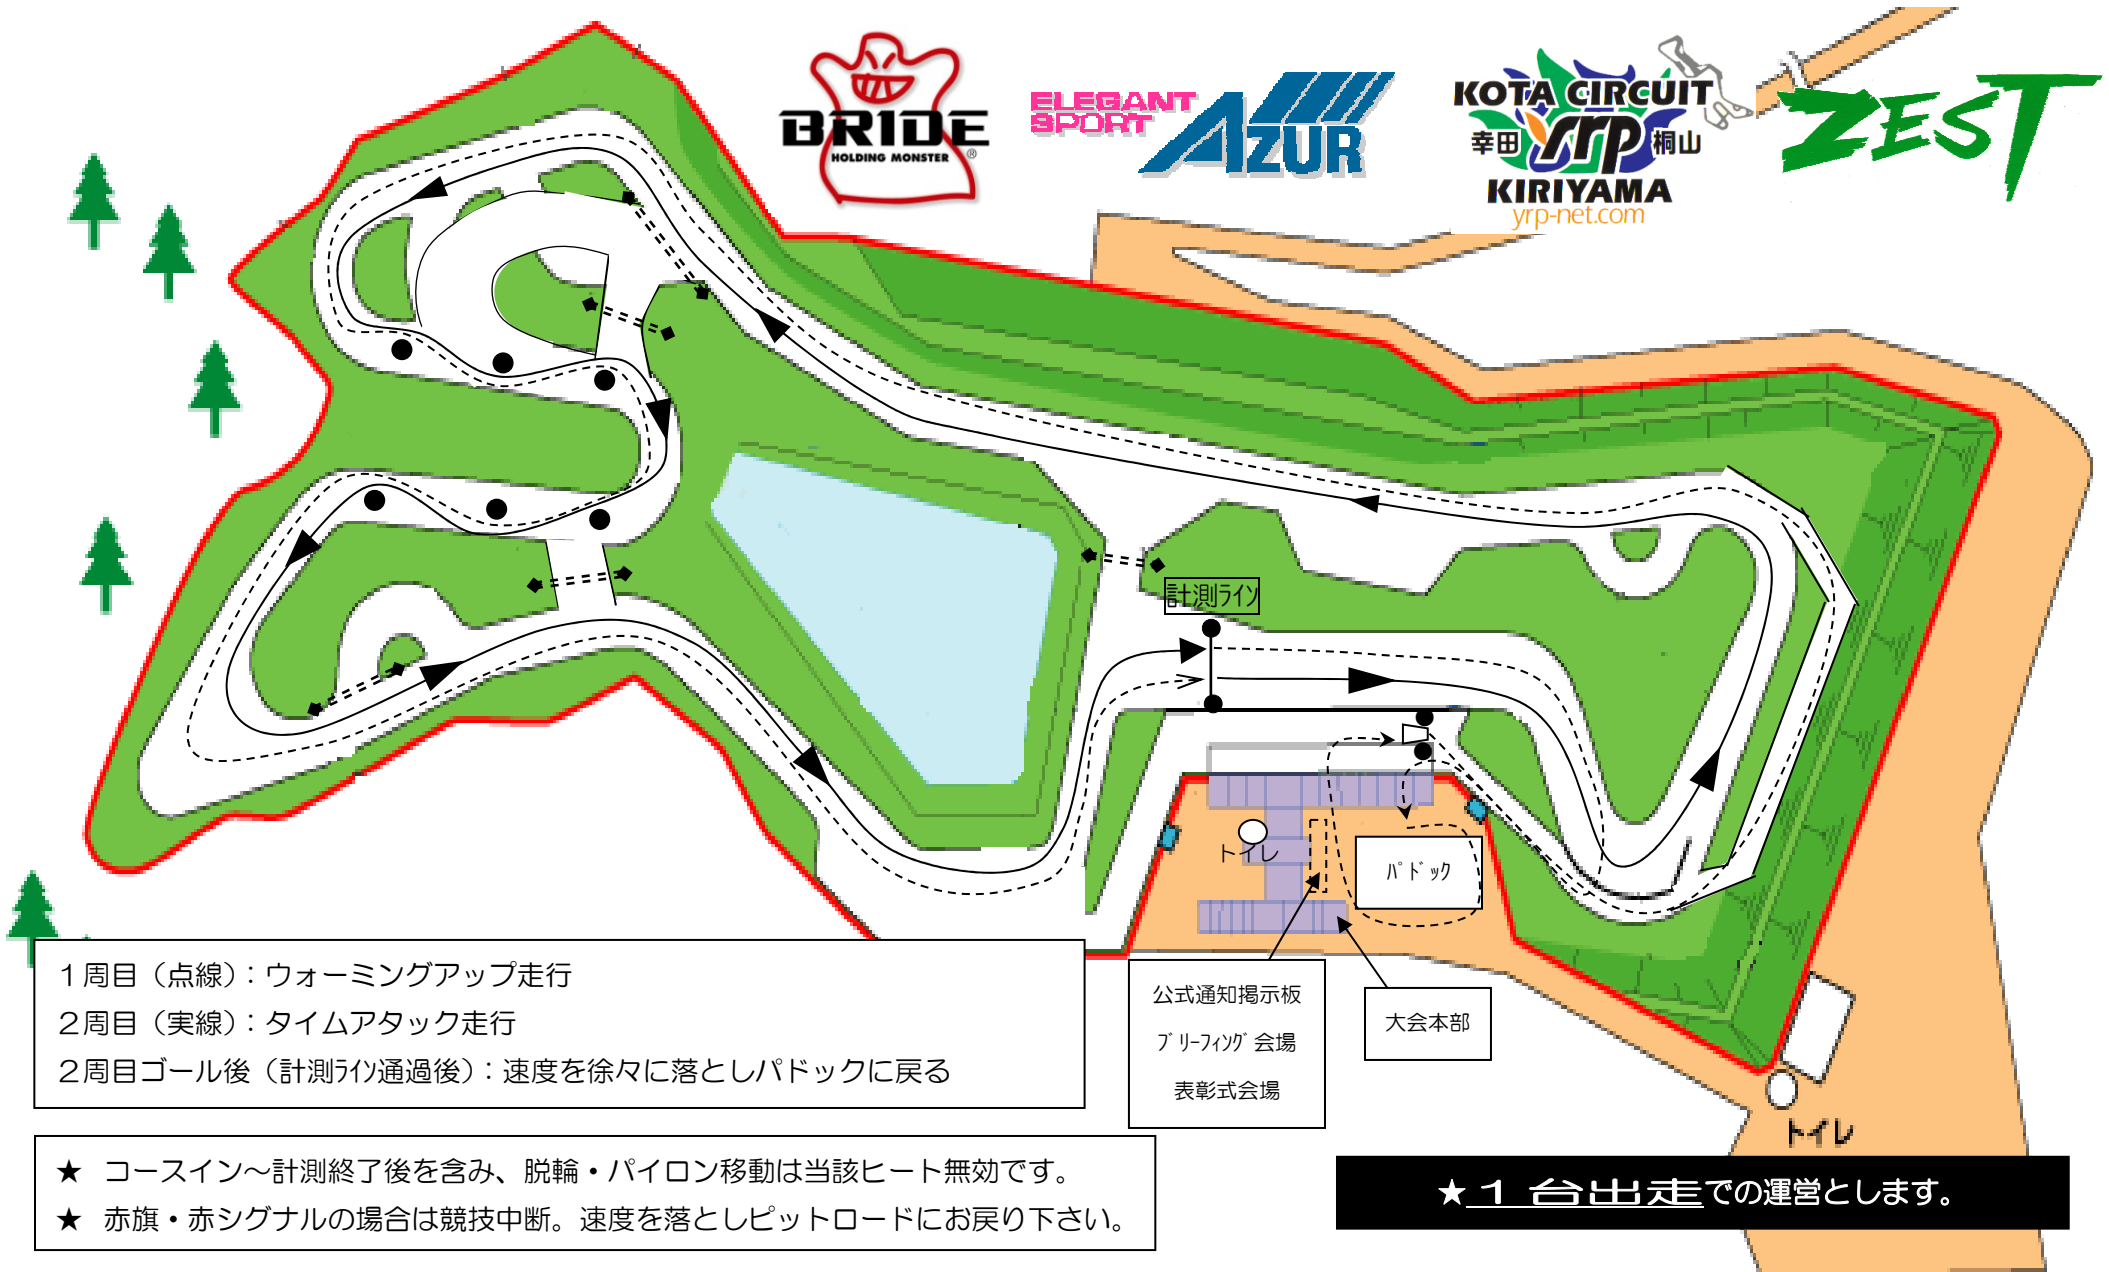 BRIDE
HOLDING MONSTER
®
ELEGANT
SPORT
AZUR
KOTA CIRCUIT
幸田 yrp 桐山
KIRIYAMA
yrp-net.com
ZEST
計測ﾗｲﾝ
トイレ
ﾊﾟﾄﾞｯｸ
１周目（点線）：ウォーミングアップ走行
２周目（実線）：タイムアタック走行
２周目ゴール後（計測ﾗｲﾝ通過後）：速度を徐々に落としパドックに戻る
公式通知掲示板
ﾌﾞﾘｰﾌｨﾝｸﾞ会場
表彰式会場
大会本部
トイレ
★ コースイン～計測終了後を含み、脱輪・パイロン移動は当該ヒート無効です。
★ 赤旗・赤シグナルの場合は競技中断。速度を落としピットロードにお戻り下さい。
★１台出走での運営とします。